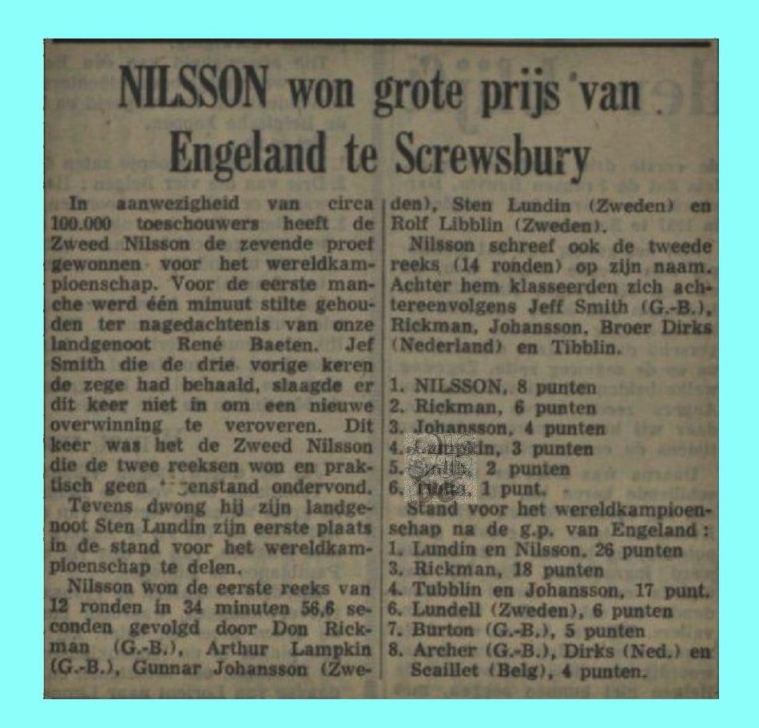 NILSSON won grote prijs van
Engeland te Screwsbury
In aanwezigheid van circa
100.000 toeschouwers heeft de
Zweed Nilsson de zevende proef
gewonnen voor het wereldkam-
pioenschap. Voor de eerste man-
che werd één minuut stilte gehou-
den ter nagedachtenis van onze
landgenoot René Baeten. Jef
Smith die de drie vorige keren
de zege had behaald, slaagde er
dit keer niet in om een nieuwe
overwinning te veroveren. Dit
keer was het de Zweed Nilsson
die de twee reeksen won en prak-
tisch geen enstand ondervond.
Tevens dwong hij zijn landge-
noot Sten Lundin zijn eerste plaats
in de stand voor het wereldkam-
pioenschap te delen.
Nilsson won de eerste reeks van
12 ronden in 34 minuten 56,6 se-
conden gevolgd door Don Rick-
man (G.-B.), Arthur Lampkin
(G.-B.), Gunnar Johansson (Zwe-
den), Sten Lundin (Zweden) en
Rolf Libblin (Zweden).
Nilsson schreef ook de tweede
reeks (14 ronden) op zijn naam.
Achter hem klasseerden zich ach-
tereenvolgens Jeff Smith (G.-B.),
Rickman, Johansson, Broer Dirks
(Nederland) en Tibblin.
1. NILSSON, 8 punten
2. Rickman, 6 punten
3. Johansson, 4 punten
4. Lampkin, 3 punten
5. Smith, 2 punten
6. 1 punt.
Stand voor het wereldkampioen-
schap na de g.p. van Engeland :
1. Lundin en Nilsson, 26 punten
3. Rickman, 18 punten
4. Tubblin en Johansson, 17 punt.
6. Lundell (Zweden), 6 punten
7. Burton (G.-B.), 5 punten
8. Archer (G.-B.), Dirks (Ned.) en
Scaillet (Belg), 4 punten.